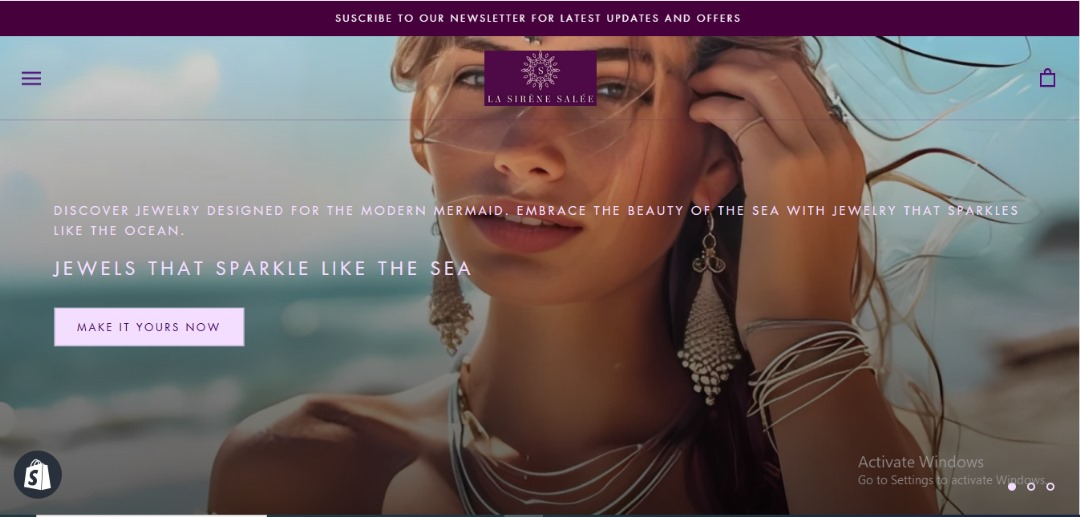 SUSCRIBE TO OUR NEWSLETTER FOR LATEST UPDATES AND OFFERS
S
LA SIRÈNE SALÉE
DISCOVER JEWELRY DESIGNED FOR THE MODERN MERMAID. EMBRACE THE BEAUTY OF THE SEA WITH JEWELRY THAT SPARKLES
LIKE THE OCEAN.
JEWELS THAT SPARKLE LIKE THE SEA
MAKE IT YOURS NOW
S
Activate Windows
Go to Settings to activate Windows.